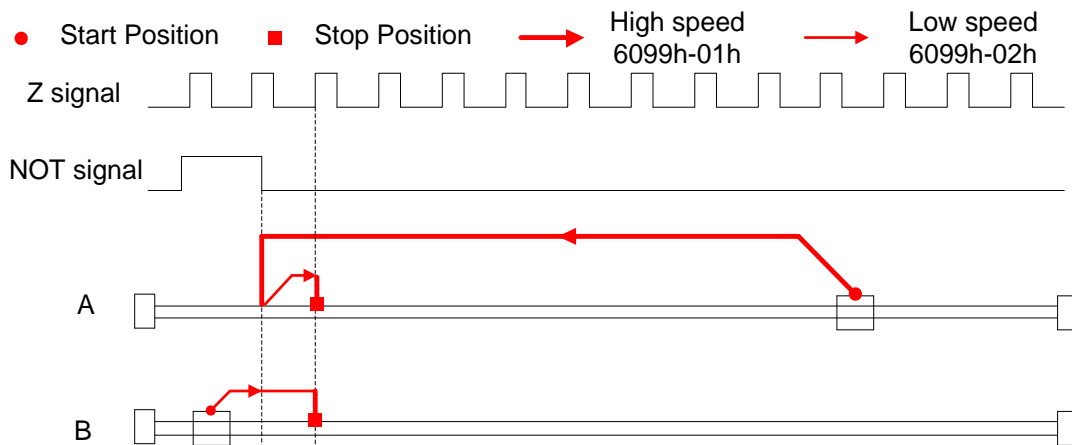 Start Position
Stop Position
High speed
6099h-01h
Low speed
6099h-02h
Z signal
NOT signal
A
B